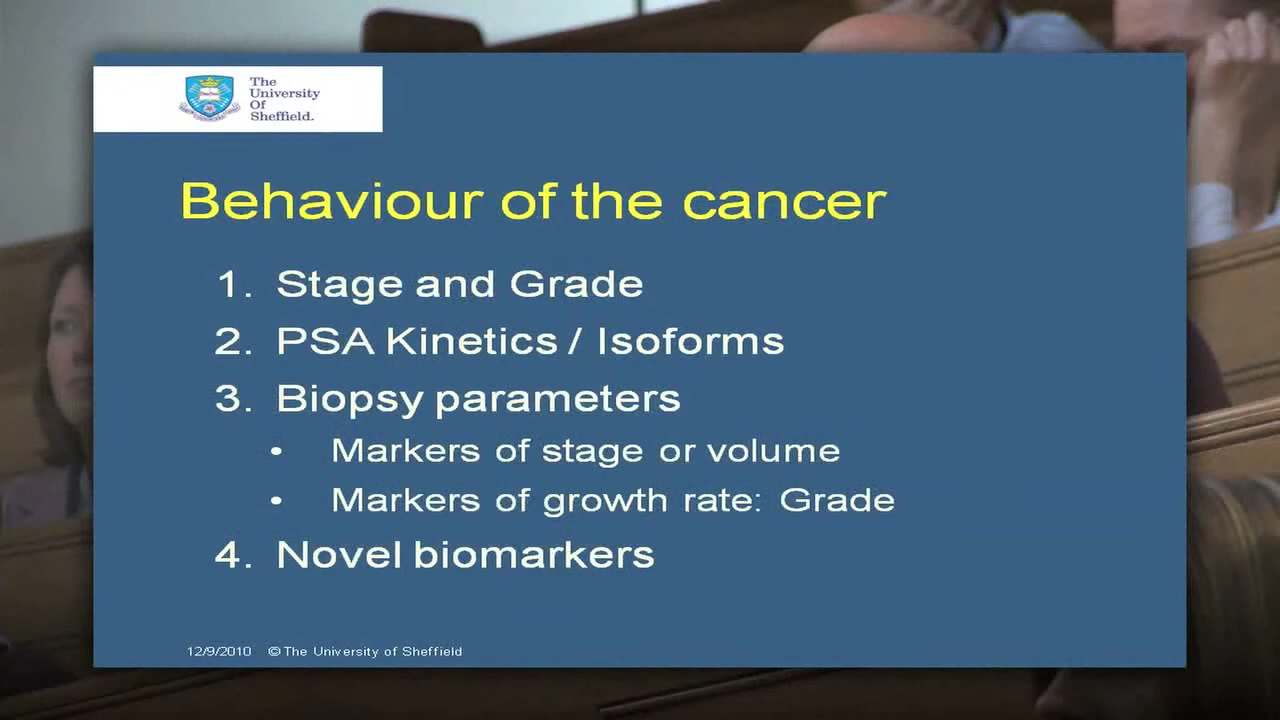 The
University
Of
Sheffield.
Behaviour of the cancer
1. Stage and Grade
2. PSA Kinetics / Isoforms
3. Biopsy parameters
• Markers of stage or volume
• Markers of growth rate: Grade
4. Novel biomarkers
12/9/2010 © The University of Sheffield